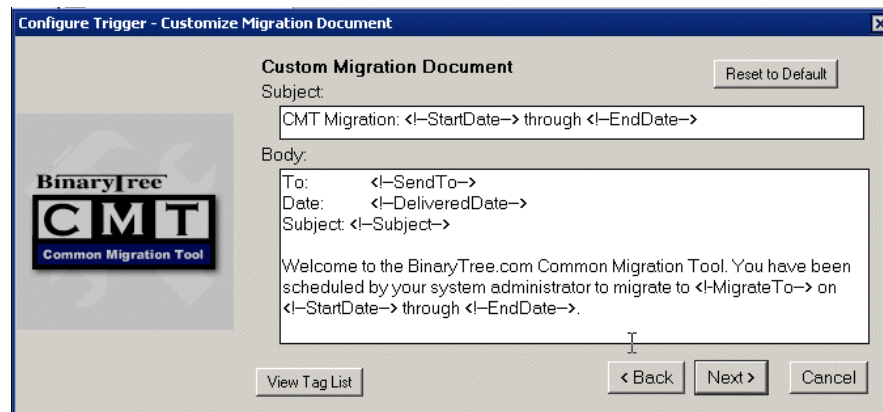 Configure Trigger - Customize Migration Document
Custom Migration Document
Reset to Default
Subject:
CMT Migration: <!–StartDate–> through <!–EndDate–>
Body:
To: <!–SendTo–>
Date: <!–DeliveredDate–>
Subject: <!–Subject–>
Welcome to the BinaryTree.com Common Migration Tool. You have been
scheduled by your system administrator to migrate to <!-MigrateTo–> on
<!–StartDate–> through <!–EndDate–>.
BinaryTree
CMT
Common Migration Tool
View Tag List
< Back
Next >
Cancel